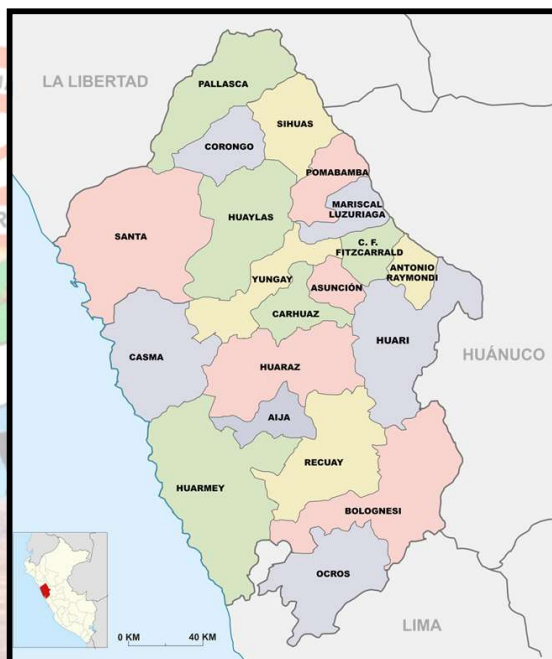 LA LIBERTAD
PALLASCA
SIHUAS
CORONGO
POMABAMBA
MARISCAL
LUZURIAGA
HUAYLAS
SANTA
C. F.
FITZCARRALD
ANTONIO
RAYMONDI
YUNGAY
ASUNCIÓN
CARHUAZ
HUARI
CASMA
HUÁNUCO
HUARAZ
AIJA
RECUAY
HUARMEY
BOLOGNESI
OCROS
LIMA
0 KM
40 KM